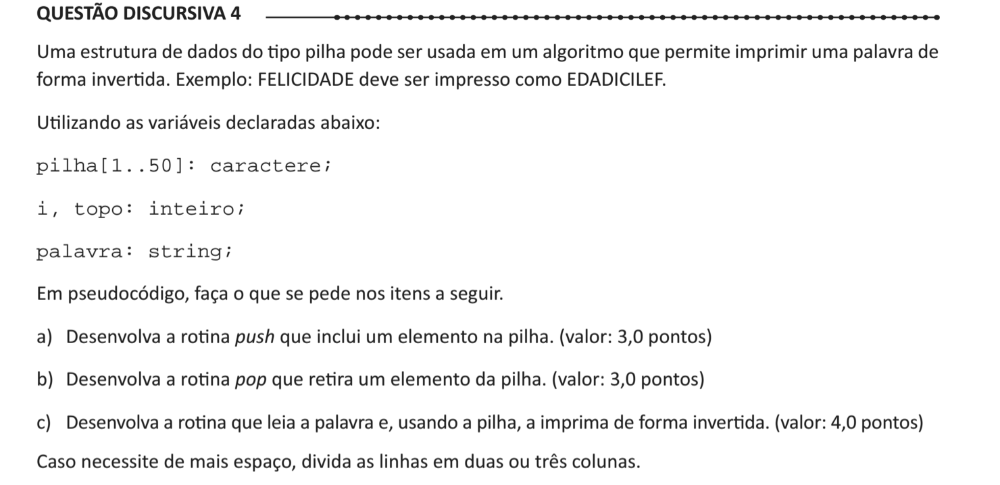 QUESTÃO DISCURSIVA 4
Uma estrutura de dados do tipo pilha pode ser usada em um algoritmo que permite imprimir uma palavra de
forma invertida. Exemplo: FELICIDADE deve ser impresso como EDADICILEF.
Utilizando as variáveis declaradas abaixo:
pilha[1..50]: caractere;
i, topo: inteiro;
palavra: string;
Em pseudocódigo, faça o que se pede nos itens a seguir.
a) Desenvolva a rotina push que inclui um elemento na pilha. (valor: 3,0 pontos)
b) Desenvolva a rotina pop que retira um elemento da pilha. (valor: 3,0 pontos)
c) Desenvolva a rotina que leia a palavra e, usando a pilha, a imprima de forma invertida. (valor: 4,0 pontos)
Caso necessite de mais espaço, divida as linhas em duas ou três colunas.